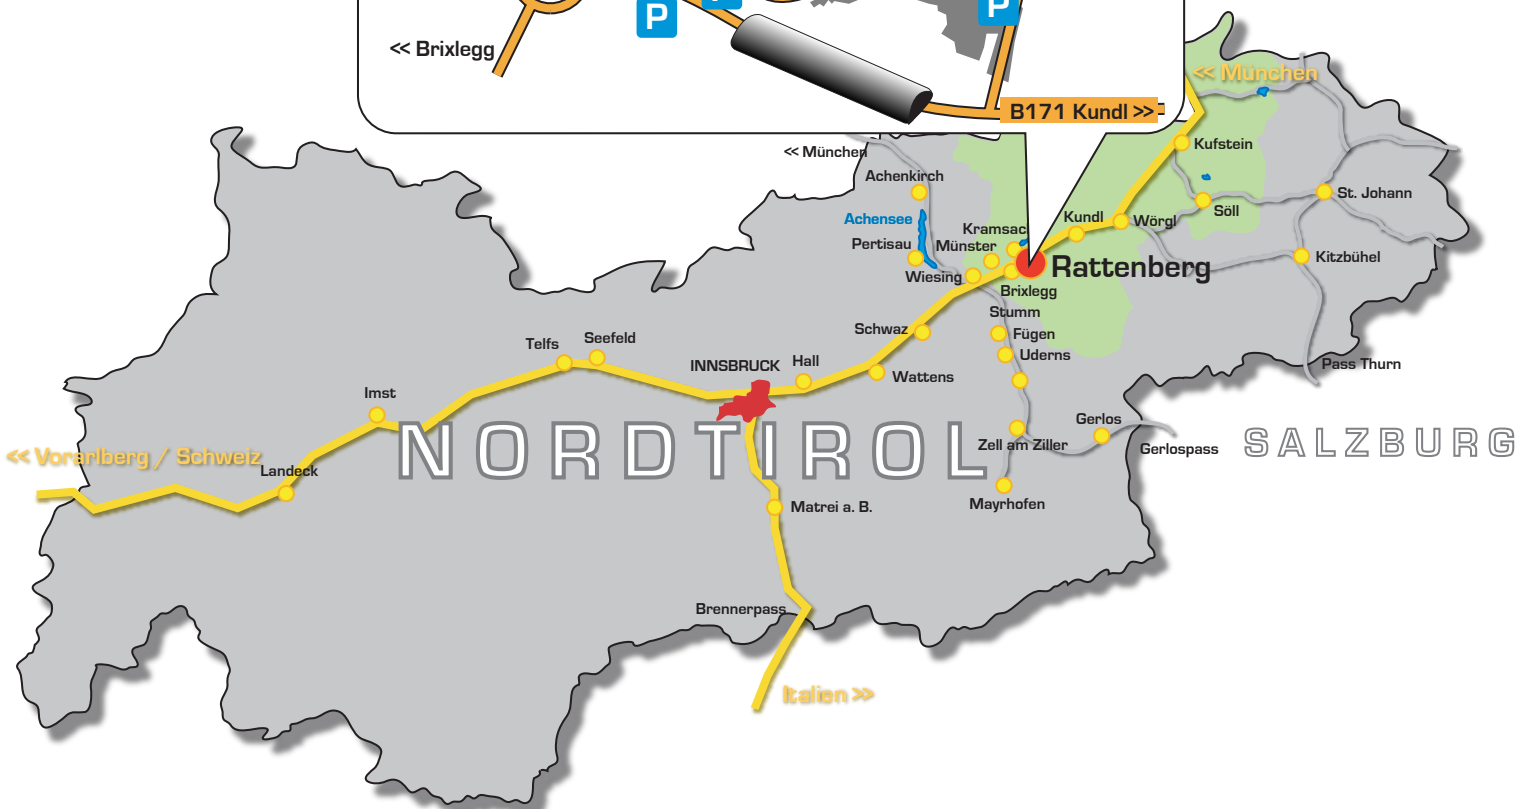 P
P
P
<< Brixlegg
B171 Kundl >>
<< München
<< München
Kufstein
Achenkirch
St. Johann
Söll
Achensee
Kundl
Wörgl
Kramsac
Pertisau
Münster
Kitzbühel
Rattenberg
Wiesing
Brixlegg
Stumm
Schwaz
Fügen
Telfs
Seefeld
Uderns
INNSBRUCK
Hall
Pass Thurn
Wattens
Imst
Gerlos
NORDTIROL
SALZBURG
Zell am Ziller
Gerlospass
<< Vorarlberg / Schweiz
Landeck
Mayrhofen
Matrei a. B.
Brennerpass
Italien >>